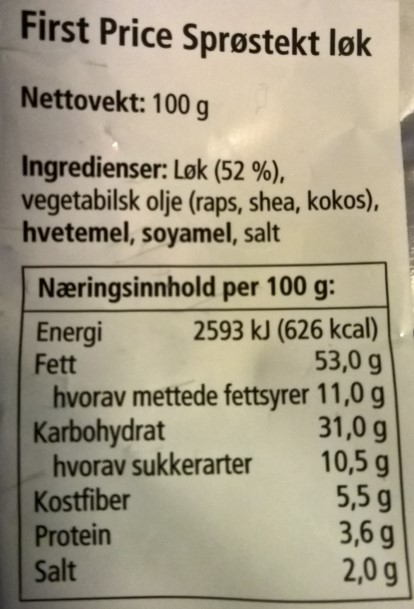 First Price Sprøstekt løk
Nettovekt: 100 g
Ingredienser: Løk (52 %),
vegetabilsk olje (raps, shea, kokos),
hvetemel, soyamel, salt
Næringsinnhold per 100 g:
Energi 2593 kJ (626 kcal)
Fett 53,0 g
hvorav mettede fettsyrer 11,0 g
Karbohydrat 31,0 g
hvorav sukkerarter 10,5 g
Kostfiber 5,5 g
Protein 3,6 g
Salt 2,0 g